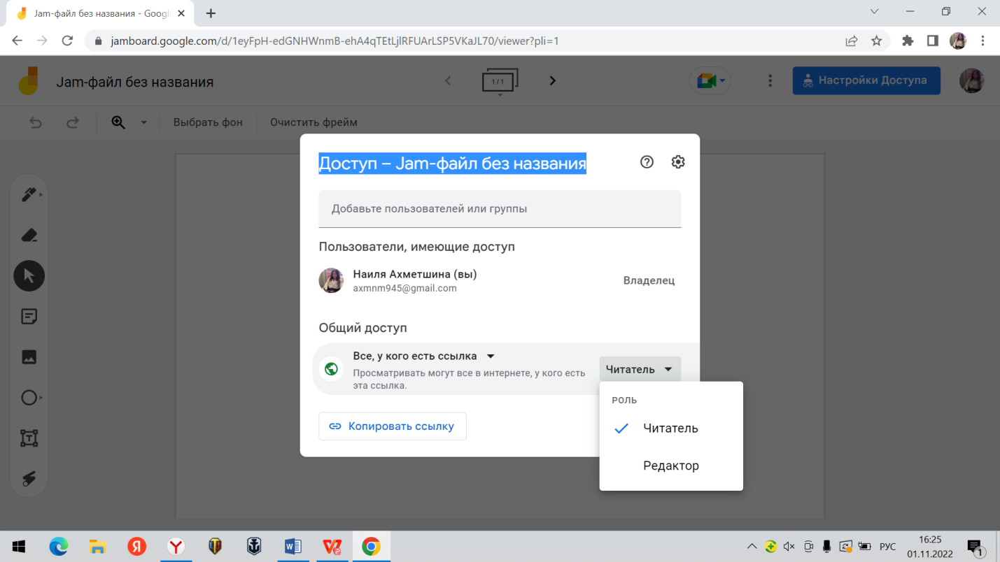 Jam-файл без названия - Googl
jamboard.google.com/d/1eyFpH-edGNHWnmB-ehA4qTEtLjlRFUArLSP5VKaJL70/viewer?pli=1
Jam-файл без названия
1/1
Настройки Доступа
Выбрать фон
Очистить фрейм
Доступ – Jam-файл без названия
Добавьте пользователей или группы
Пользователи, имеющие доступ
Наиля Ахметшина (вы)
axmnm945@gmail.com
Владелец
Общий доступ
Все, у кого есть ссылка
Просматривать могут все в интернете, у кого есть
эта ссылка.
Читатель
РОЛЬ
Читатель
Редактор
Копировать ссылку
РУС
16:25
01.11.2022
1